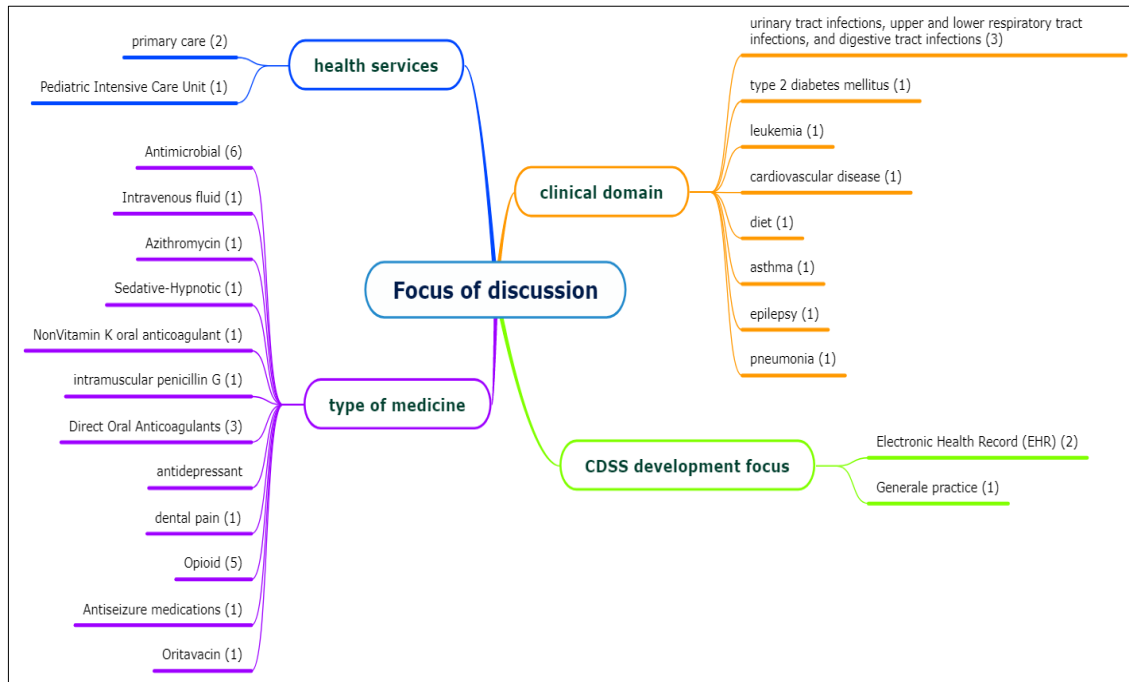 primary care (2)
Pediatric Intensive Care Unit (1)
health services
Antimicrobial (6)
Intravenous fluid (1)
Azithromycin (1)
Sedative-Hypnotic (1)
NonVitamin K oral anticoagulant (1)
intramuscular penicillin G (1)
Direct Oral Anticoagulants (3)
antidepressant
dental pain (1)
Opioid (5)
Antiseizure medications (1)
Oritavacin (1)
type of medicine
Focus of discussion
clinical domain
urinary tract infections, upper and lower respiratory tract
infections, and digestive tract infections (3)
type 2 diabetes mellitus (1)
leukemia (1)
cardiovascular disease (1)
diet (1)
asthma (1)
epilepsy (1)
pneumonia (1)
CDSS development focus
Electronic Health Record (EHR) (2)
Generale practice (1)